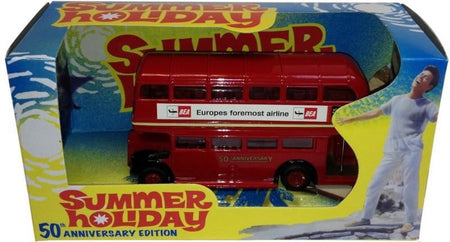 SUMMER
HOLIDAY
SUMMER
BEA Europes foremost airline BEA
50th ANNIVERSARY
SUMMER
HOLIDAY
50th ANNIVERSARY EDITION